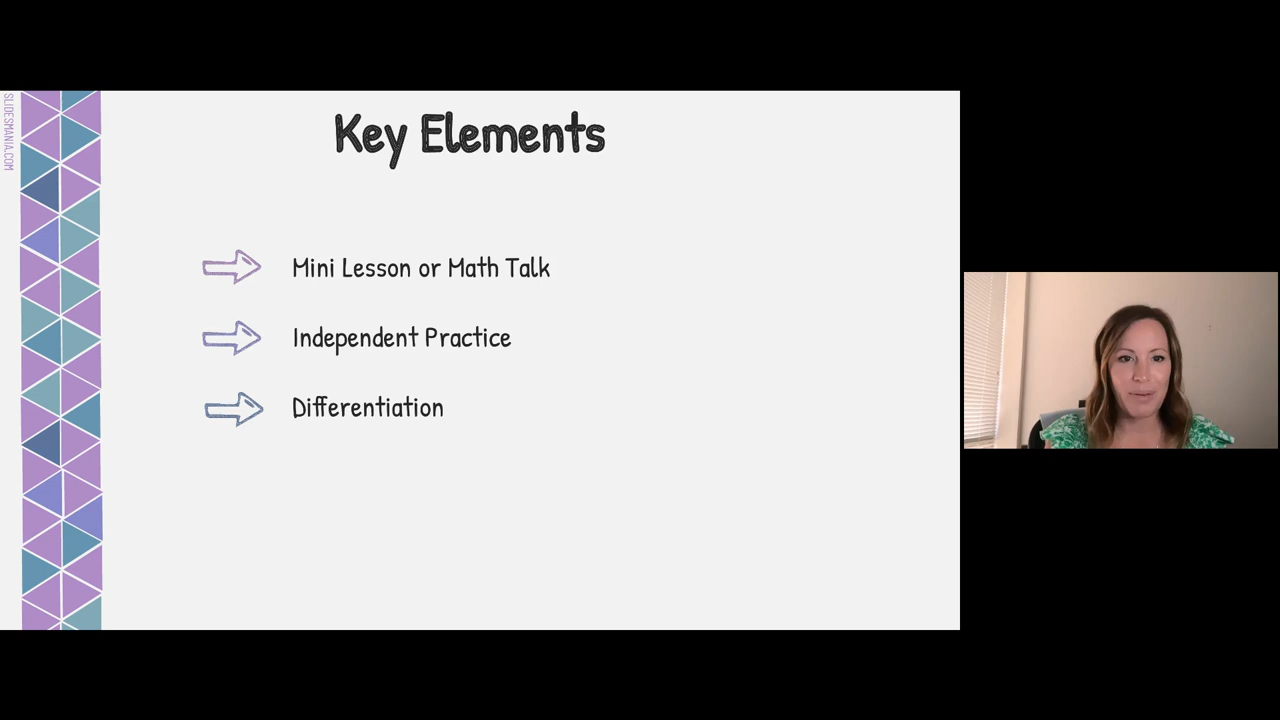 SLIDESMANIA.COM
Key Elements
Mini Lesson or Math Talk
Independent Practice
Differentiation